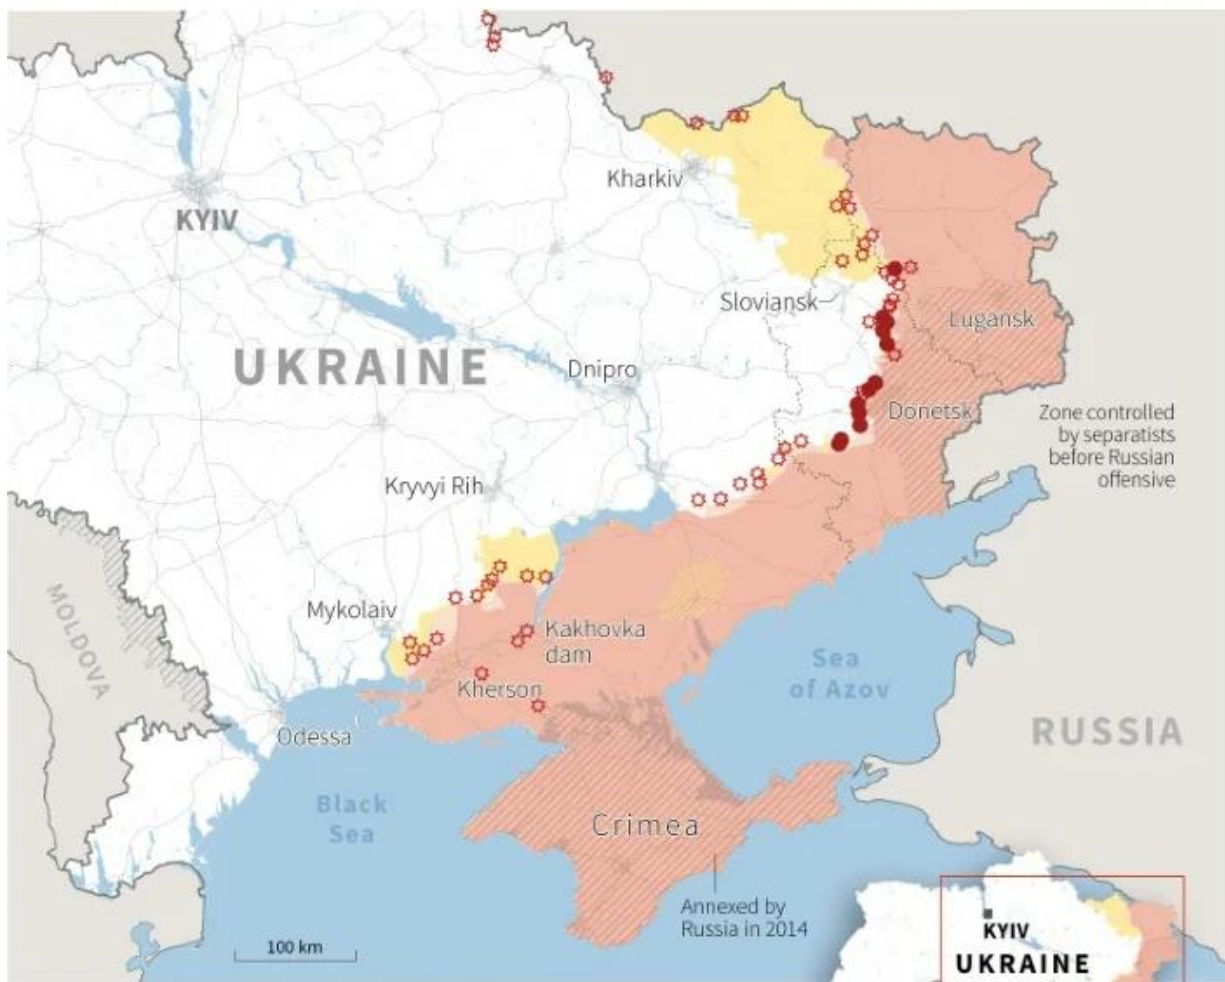 Kharkiv
KYIV
Sloviansk
Lugansk
UKRAINE
Dnipro
Donetsk
Zone controlled
by separatists
before Russian
offensive
Kryvyi Rih
MOLDOVA
Mykolaiv
Kakhovka
dam
Sea
of Azov
Kherson
Odessa
RUSSIA
Black
Sea
Crimea
Annexed by
Russia in 2014
100 km
KYIV
UKRAINE